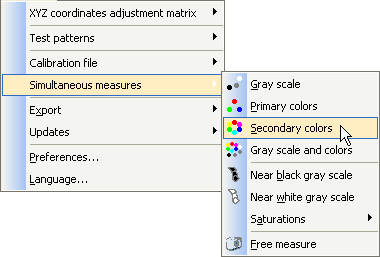 XYZ coordinates adjustment matrix
Test patterns
Calibration file
Simultaneous measures
Export
Updates
Preferences...
Language...
Gray scale
Primary colors
Secondary colors
Gray scale and colors
Near black gray scale
Near white gray scale
Saturations
Free measure